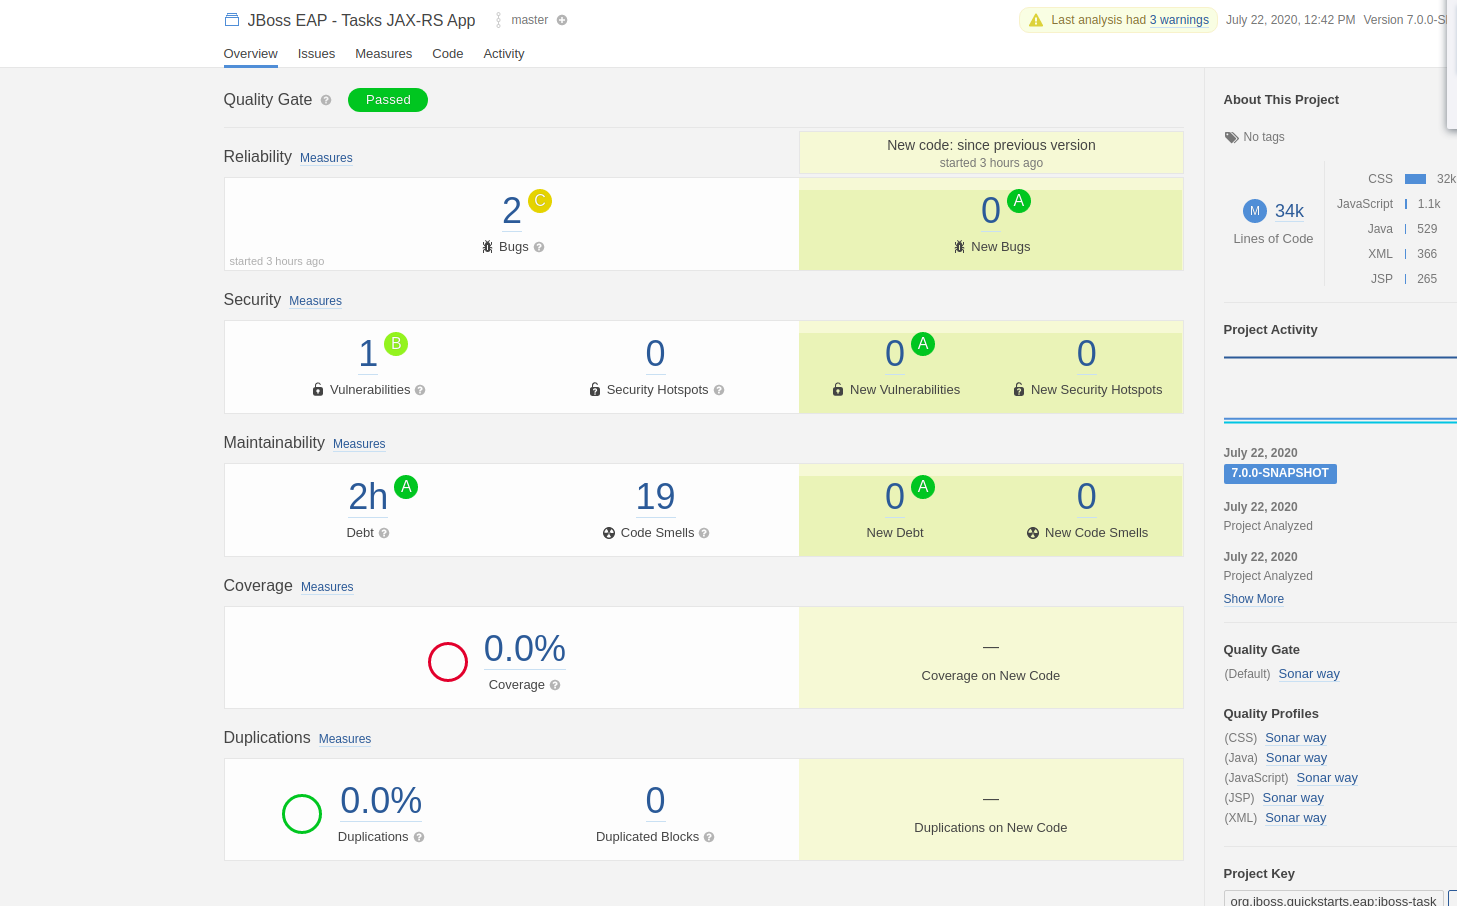 JBoss EAP - Tasks JAX-RS App master
Last analysis had 3 warnings July 22, 2020, 12:42 PM Version 7.0.0-S
Overview Issues Measures Code Activity
Quality Gate ? Passed
New code: since previous version
started 3 hours ago
Reliability Measures
2 C
Bugs ?
started 3 hours ago
0 A
New Bugs
Security Measures
1 B
Vulnerabilities ?
0
Security Hotspots ?
0 A
New Vulnerabilities
0
New Security Hotspots
Maintainability Measures
2h A
Debt ?
19
Code Smells ?
0 A
New Debt
0
New Code Smells
Coverage Measures
0.0%
Coverage ?
—
Coverage on New Code
Duplications Measures
0.0%
Duplications ?
0
Duplicated Blocks ?
—
Duplications on New Code
About This Project
No tags
M 34k
Lines of Code
CSS 32k
JavaScript 1.1k
Java 529
XML 366
JSP 265
Project Activity
July 22, 2020
7.0.0-SNAPSHOT
July 22, 2020
Project Analyzed
July 22, 2020
Project Analyzed
Show More
Quality Gate
(Default) Sonar way
Quality Profiles
(CSS) Sonar way
(Java) Sonar way
(JavaScript) Sonar way
(JSP) Sonar way
(XML) Sonar way
Project Key
org.jboss.quickstarts.eap:jboss-task